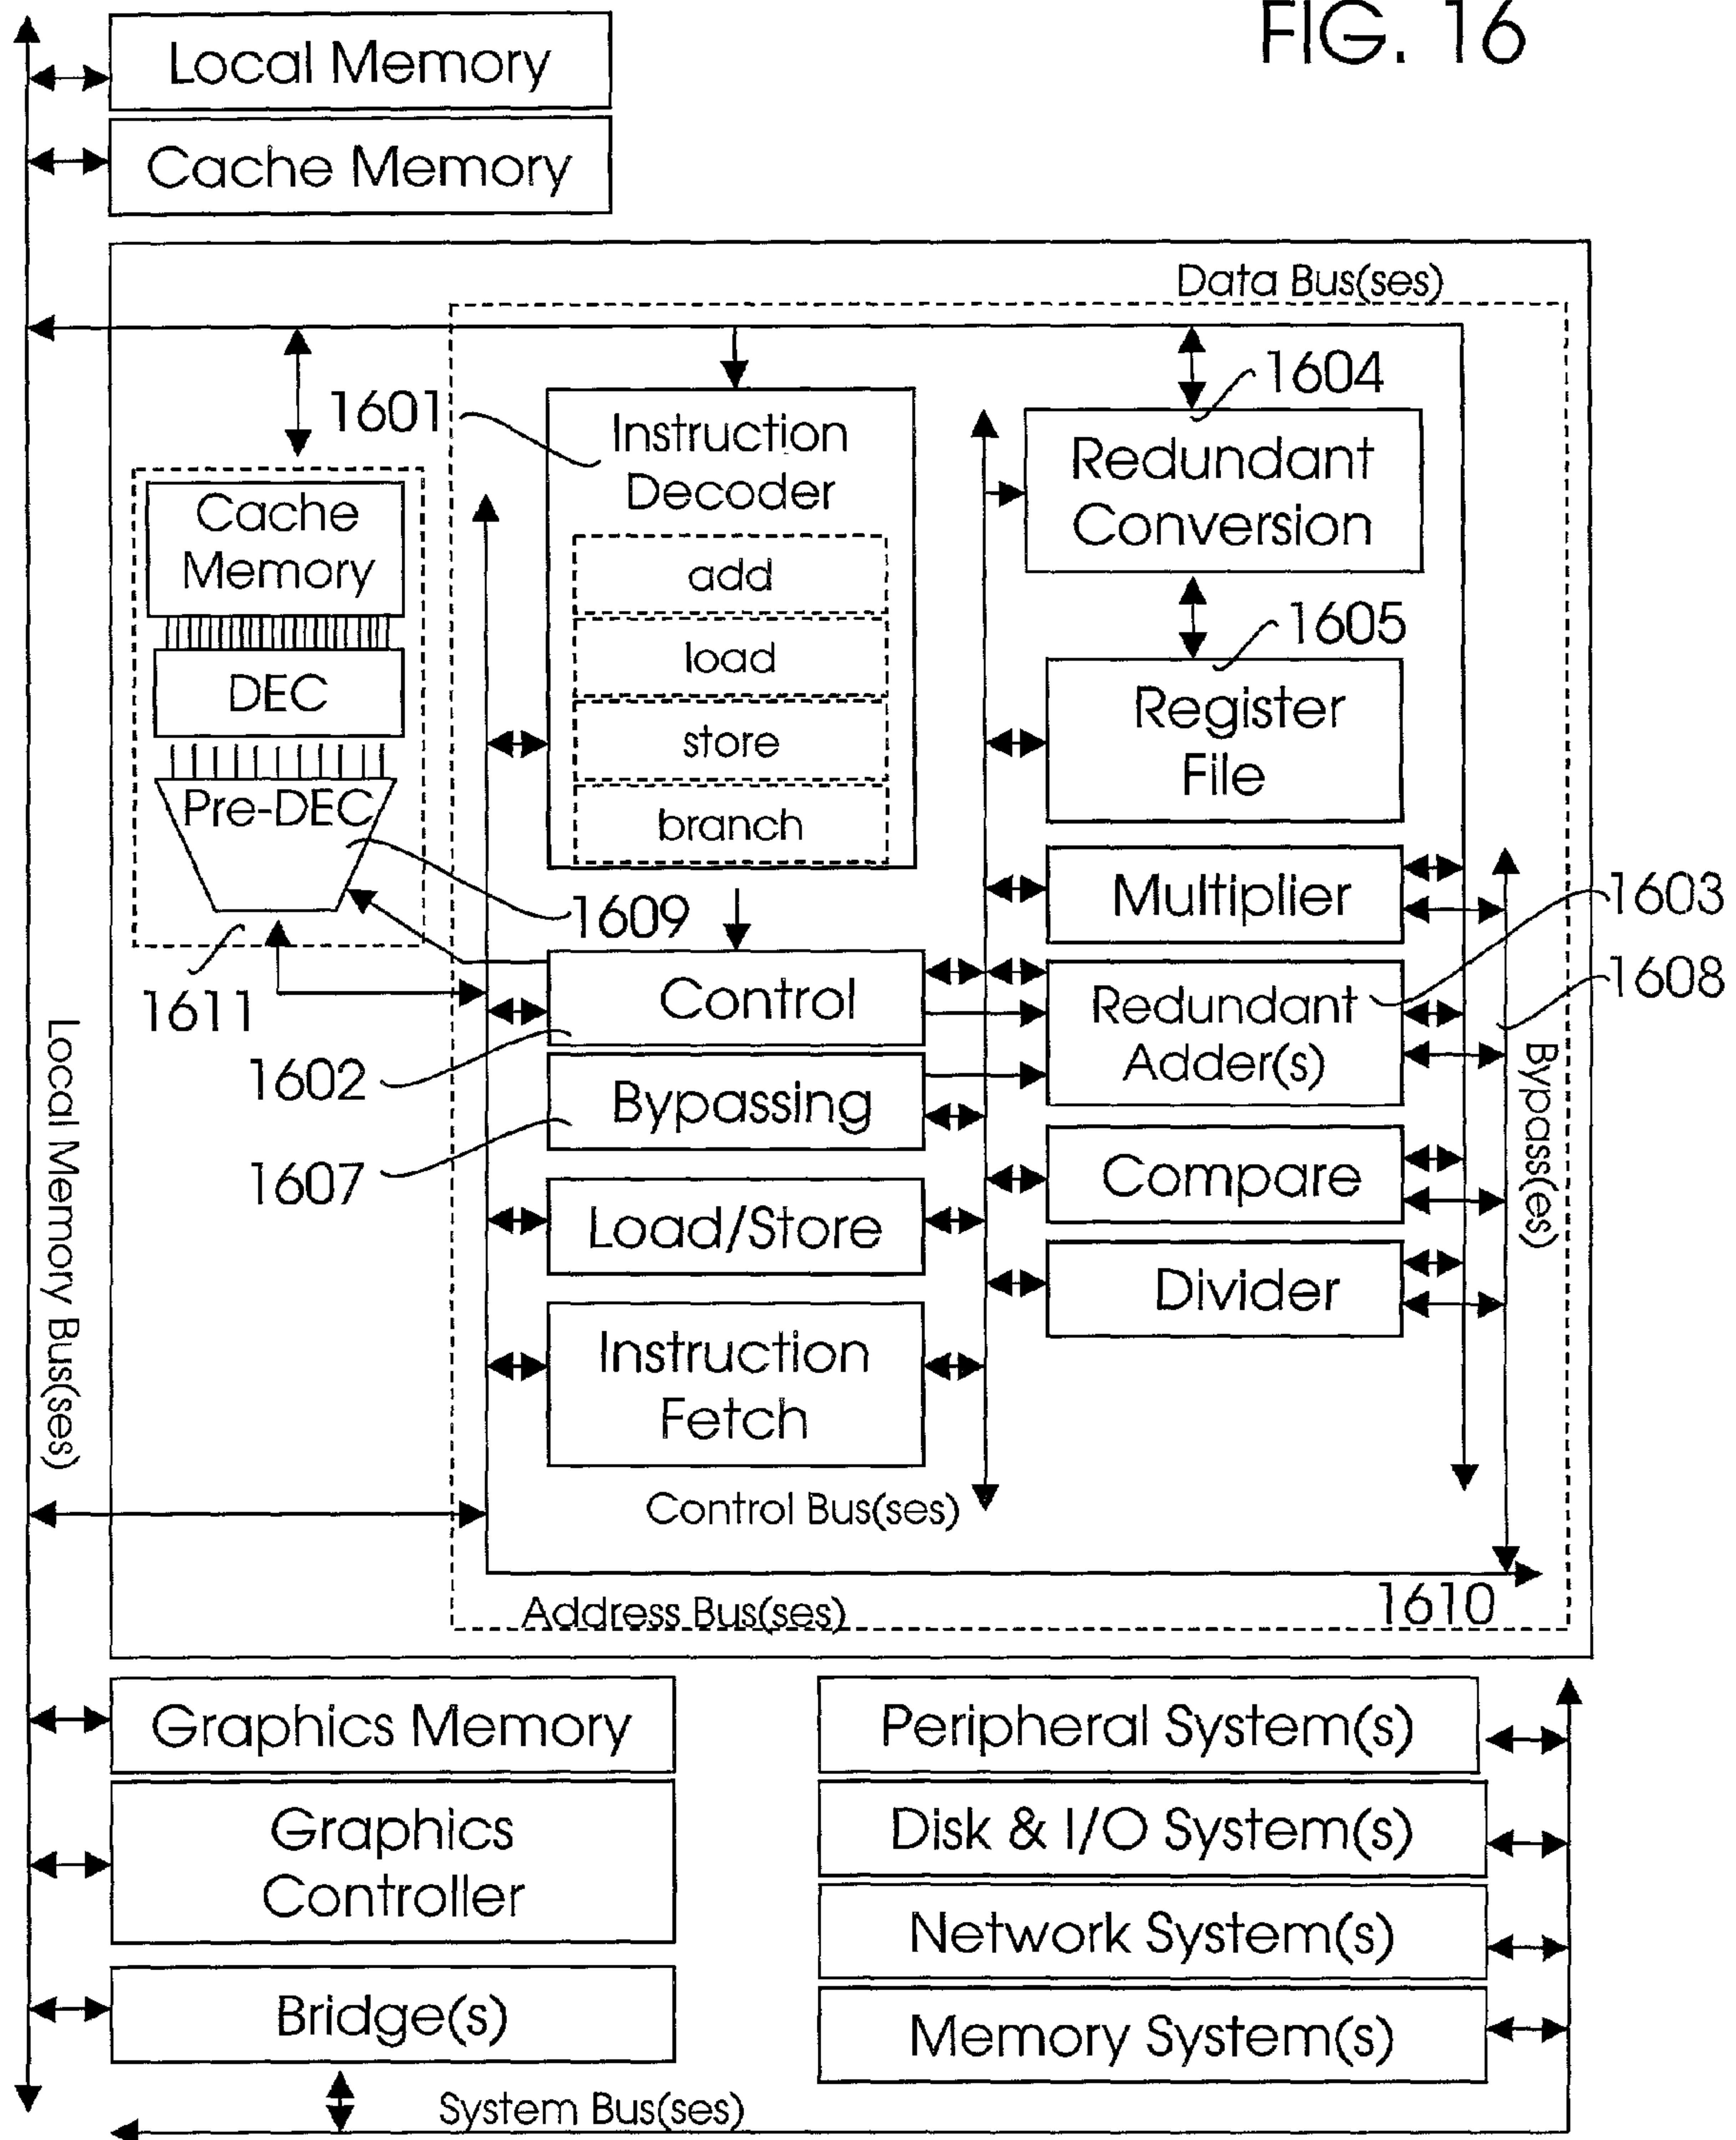 FIG. 16
Local Memory
Cache Memory
Data Bus(ses)
1604
1601
Instruction
Decoder
add
load
store
branch
Redundant
Conversion
Cache
Memory
DEC
Pre-DEC
1605
Register
File
1609
1611
Multiplier
1603
1608
Control
Redundant
Adder(s)
1602
Bypassing
1607
Compare
Bypass(es)
Load/Store
Divider
Instruction
Fetch
Local Memory Bus(ses)
Control Bus(ses)
1610
Address Bus(ses)
Graphics Memory
Graphics
Controller
Bridge(s)
Peripheral System(s)
Disk & I/O System(s)
Network System(s)
Memory System(s)
System Bus(ses)